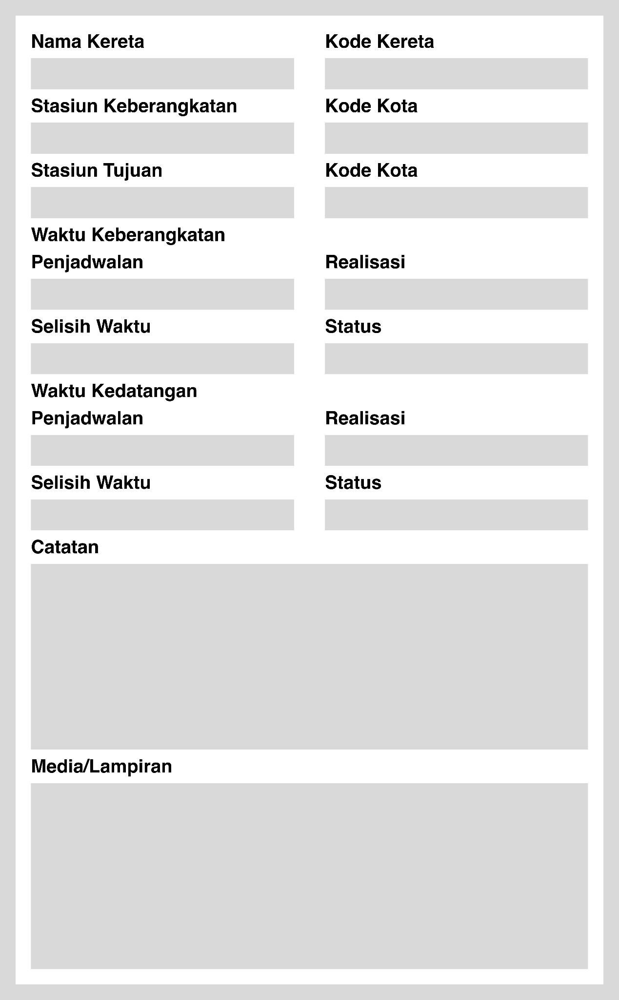 Nama Kereta
Kode Kereta
Stasiun Keberangkatan
Kode Kota
Stasiun Tujuan
Kode Kota
Waktu Keberangkatan
Penjadwalan
Realisasi
Selisih Waktu
Status
Waktu Kedatangan
Penjadwalan
Realisasi
Selisih Waktu
Status
Catatan
Media/Lampiran